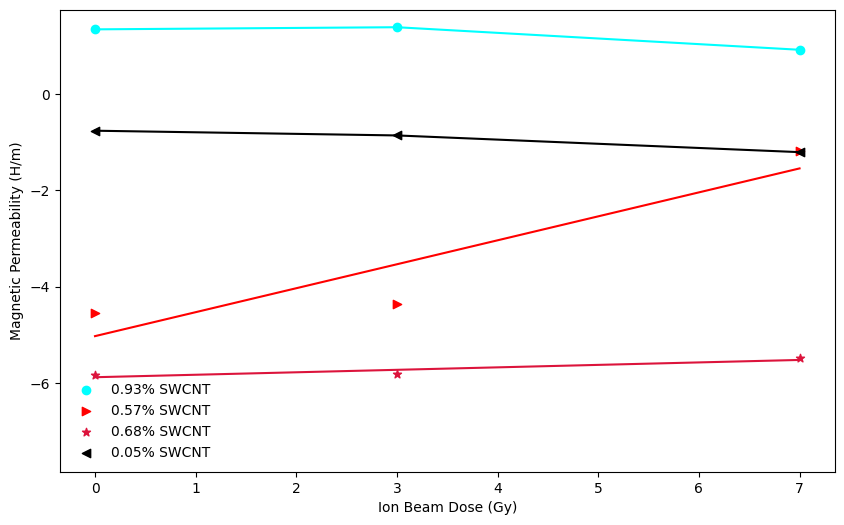 0
−2
−4
−6
Magnetic Permeability (H/m)
0.93% SWCNT
0.57% SWCNT
0.68% SWCNT
0.05% SWCNT
0 1 2 3 4 5 6 7
Ion Beam Dose (Gy)